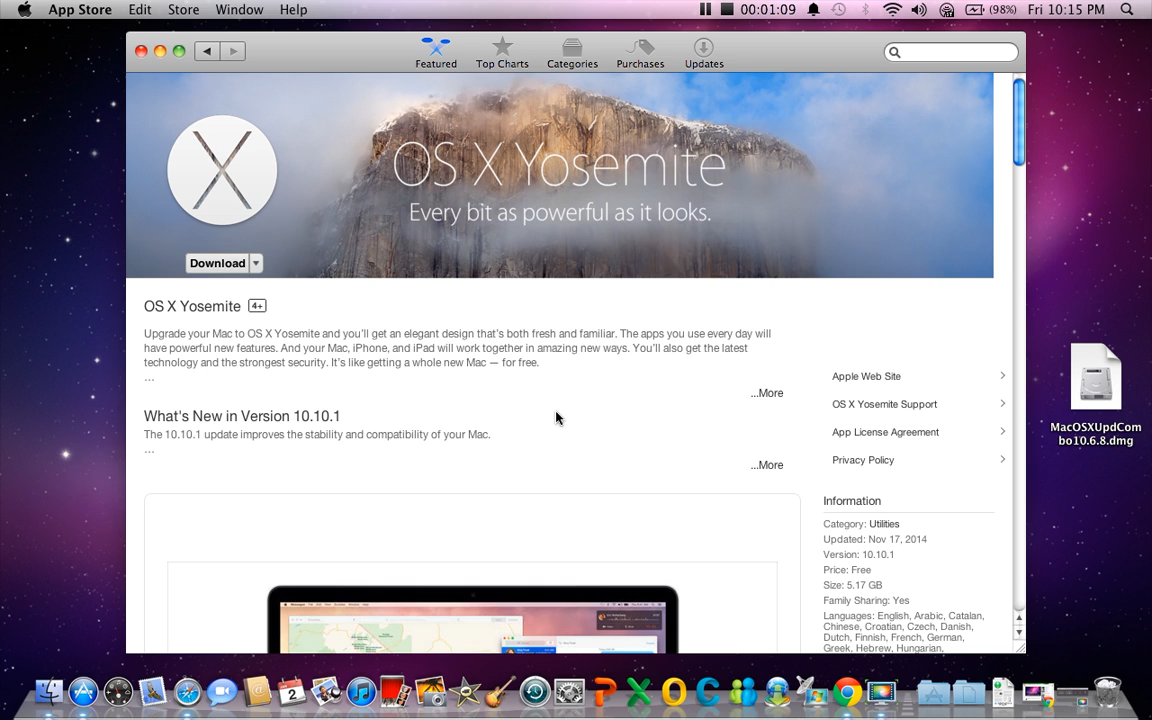 App Store Edit Store Window Help 00:01:09 (98%) Fri 10:15 PM
Featured Top Charts Categories Purchases Updates
OS X Yosemite
Every bit as powerful as it looks.
Download
OS X Yosemite 4+
Upgrade your Mac to OS X Yosemite and you'll get an elegant design that's both fresh and familiar. The apps you use every day will
have powerful new features. And your Mac, iPhone, and iPad will work together in amazing new ways. You'll also get the latest
technology and the strongest security. It's like getting a whole new Mac — for free.
...
...More
What's New in Version 10.10.1
The 10.10.1 update improves the stability and compatibility of your Mac.
...
...More
Apple Web Site
OS X Yosemite Support
App License Agreement
Privacy Policy
Information
Category: Utilities
Updated: Nov 17, 2014
Version: 10.10.1
Price: Free
Size: 5.17 GB
Family Sharing: Yes
Languages: English, Arabic, Catalan,
Chinese, Croatian, Czech, Danish,
Dutch, Finnish, French, German,
Greek, Hebrew, Hungarian,
MacOSXUpdCom
bo10.6.8.dmg
2